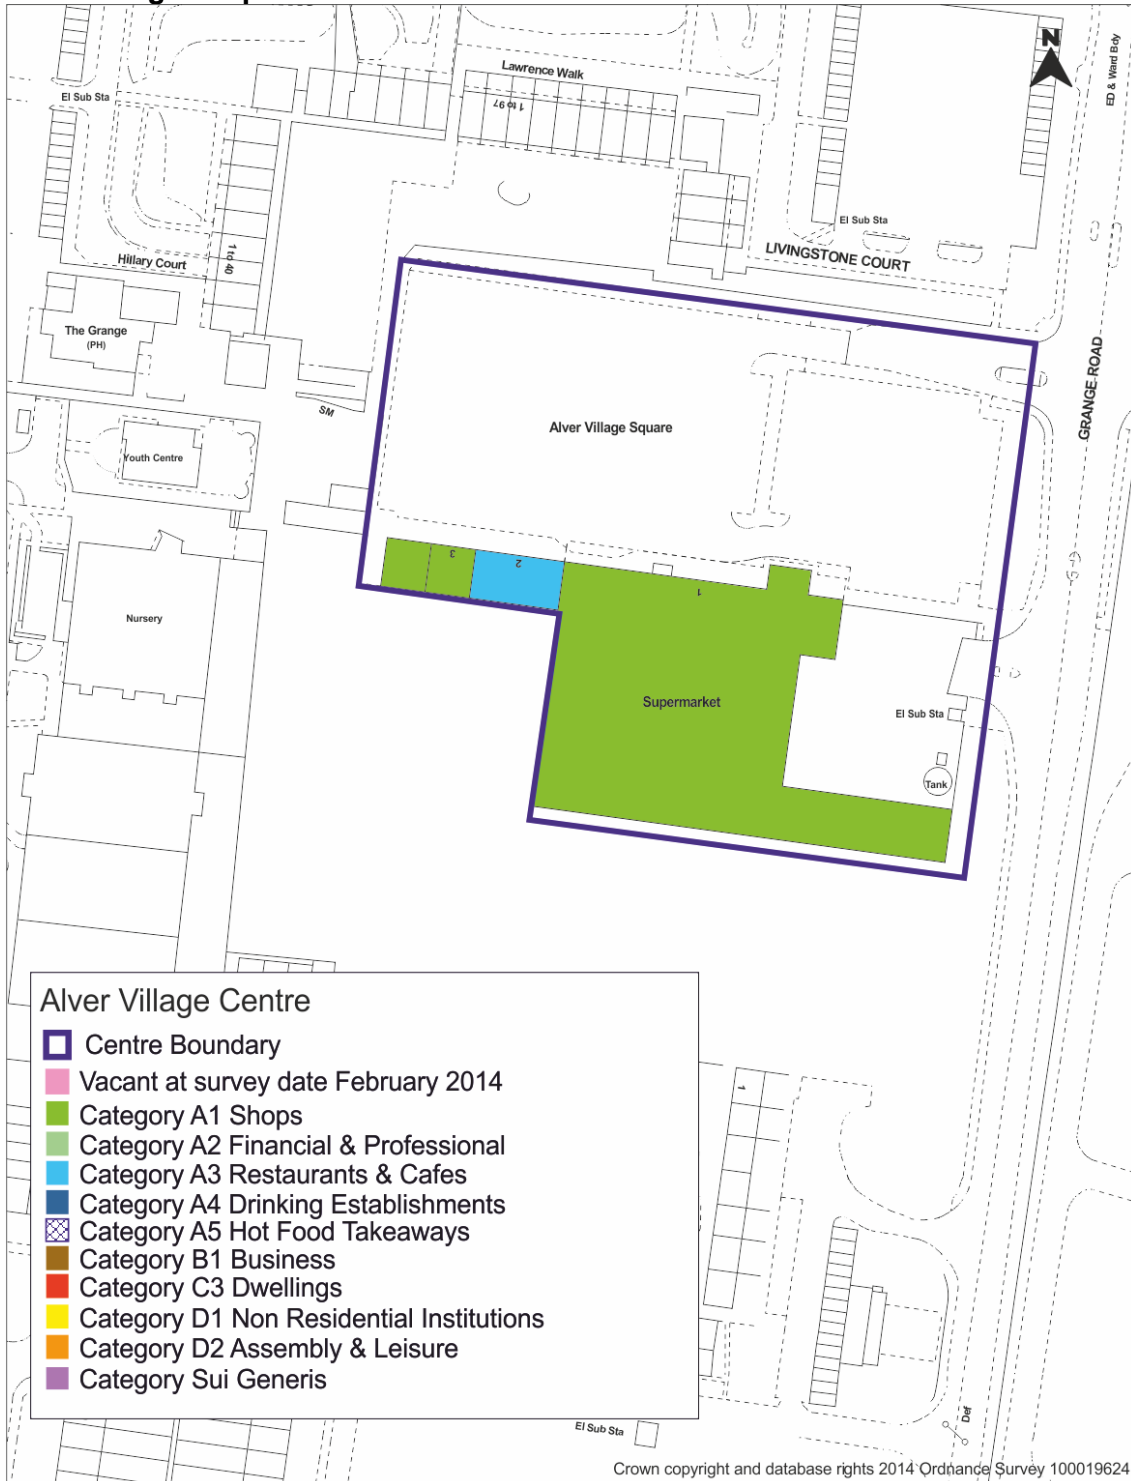 N
ED & Ward Bdy
Lawrence Walk
1 to 97
El Sub Sta
El Sub Sta
LIVINGSTONE COURT
1 to 40
Hillary Court
The Grange
(PH)
GRANGE ROAD
SM
Alver Village Square
Youth Centre
3
2
1
Nursery
Supermarket
El Sub Sta
Tank
Alver Village Centre
Centre Boundary
Vacant at survey date February 2014
Category A1 Shops
Category A2 Financial & Professional
Category A3 Restaurants & Cafes
Category A4 Drinking Establishments
Category A5 Hot Food Takeaways
Category B1 Business
Category C3 Dwellings
Category D1 Non Residential Institutions
Category D2 Assembly & Leisure
Category Sui Generis
1
Def
El Sub Sta
Crown copyright and database rights 2014 Ordnance Survey 100019624